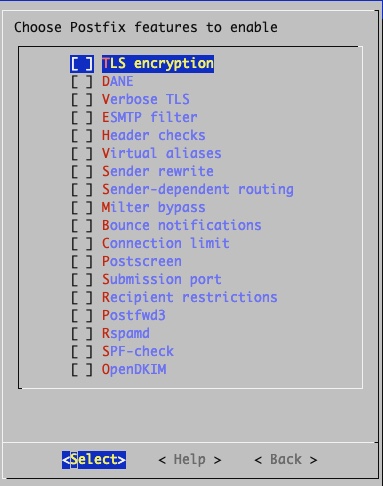 Choose Postfix features to enable
[ ] TLS encryption
[ ] DANE
[ ] Verbose TLS
[ ] ESMTP filter
[ ] Header checks
[ ] Virtual aliases
[ ] Sender rewrite
[ ] Sender-dependent routing
[ ] Milter bypass
[ ] Bounce notifications
[ ] Connection limit
[ ] Postscreen
[ ] Submission port
[ ] Recipient restrictions
[ ] Postfwd3
[ ] Rspamd
[ ] SPF-check
[ ] OpenDKIM
<Select> < Help > < Back >